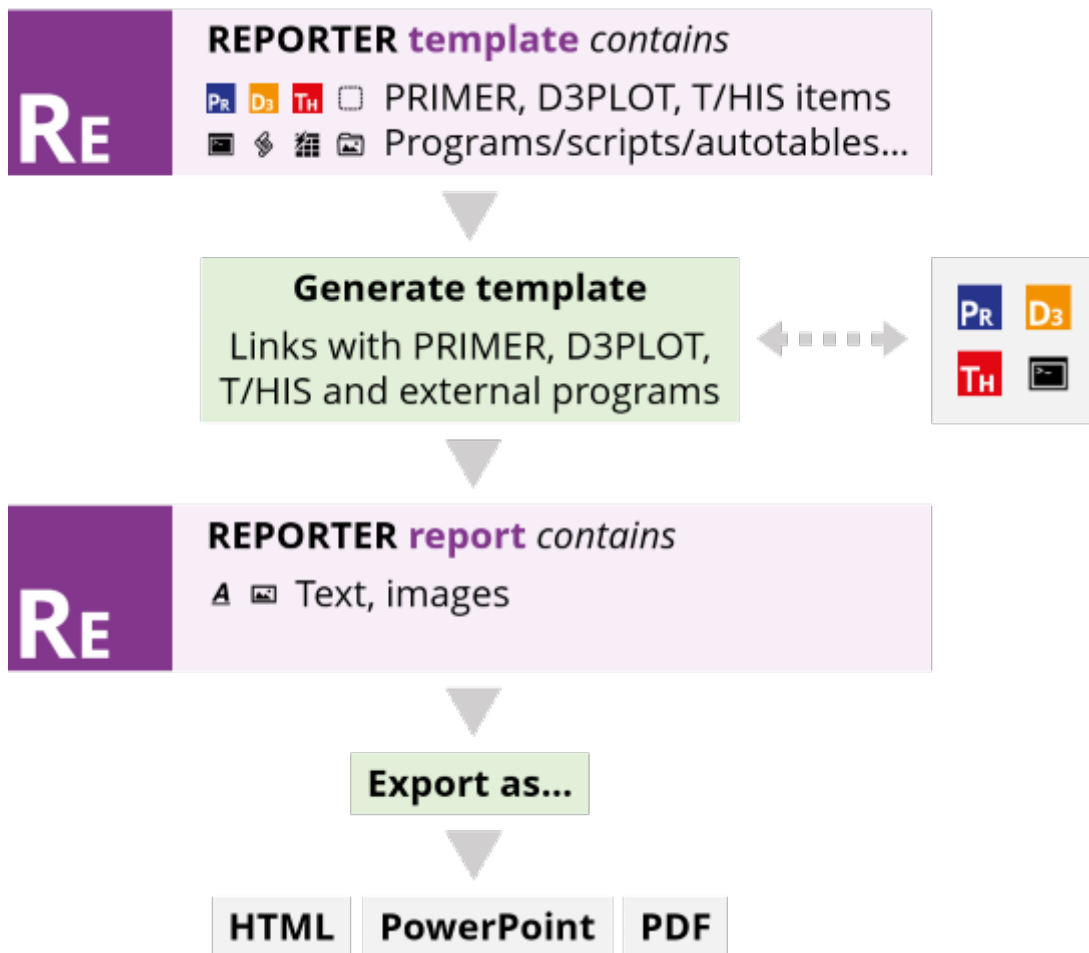 REPORTER template contains
RE
PR D3 TH PRIMER, D3PLOT, T/HIS items
Programs/scripts/autotables...
Generate template
Links with PRIMER, D3PLOT,
T/HIS and external programs
PR D3
TH
REPORTER report contains
RE
A Text, images
Export as...
HTML PowerPoint PDF